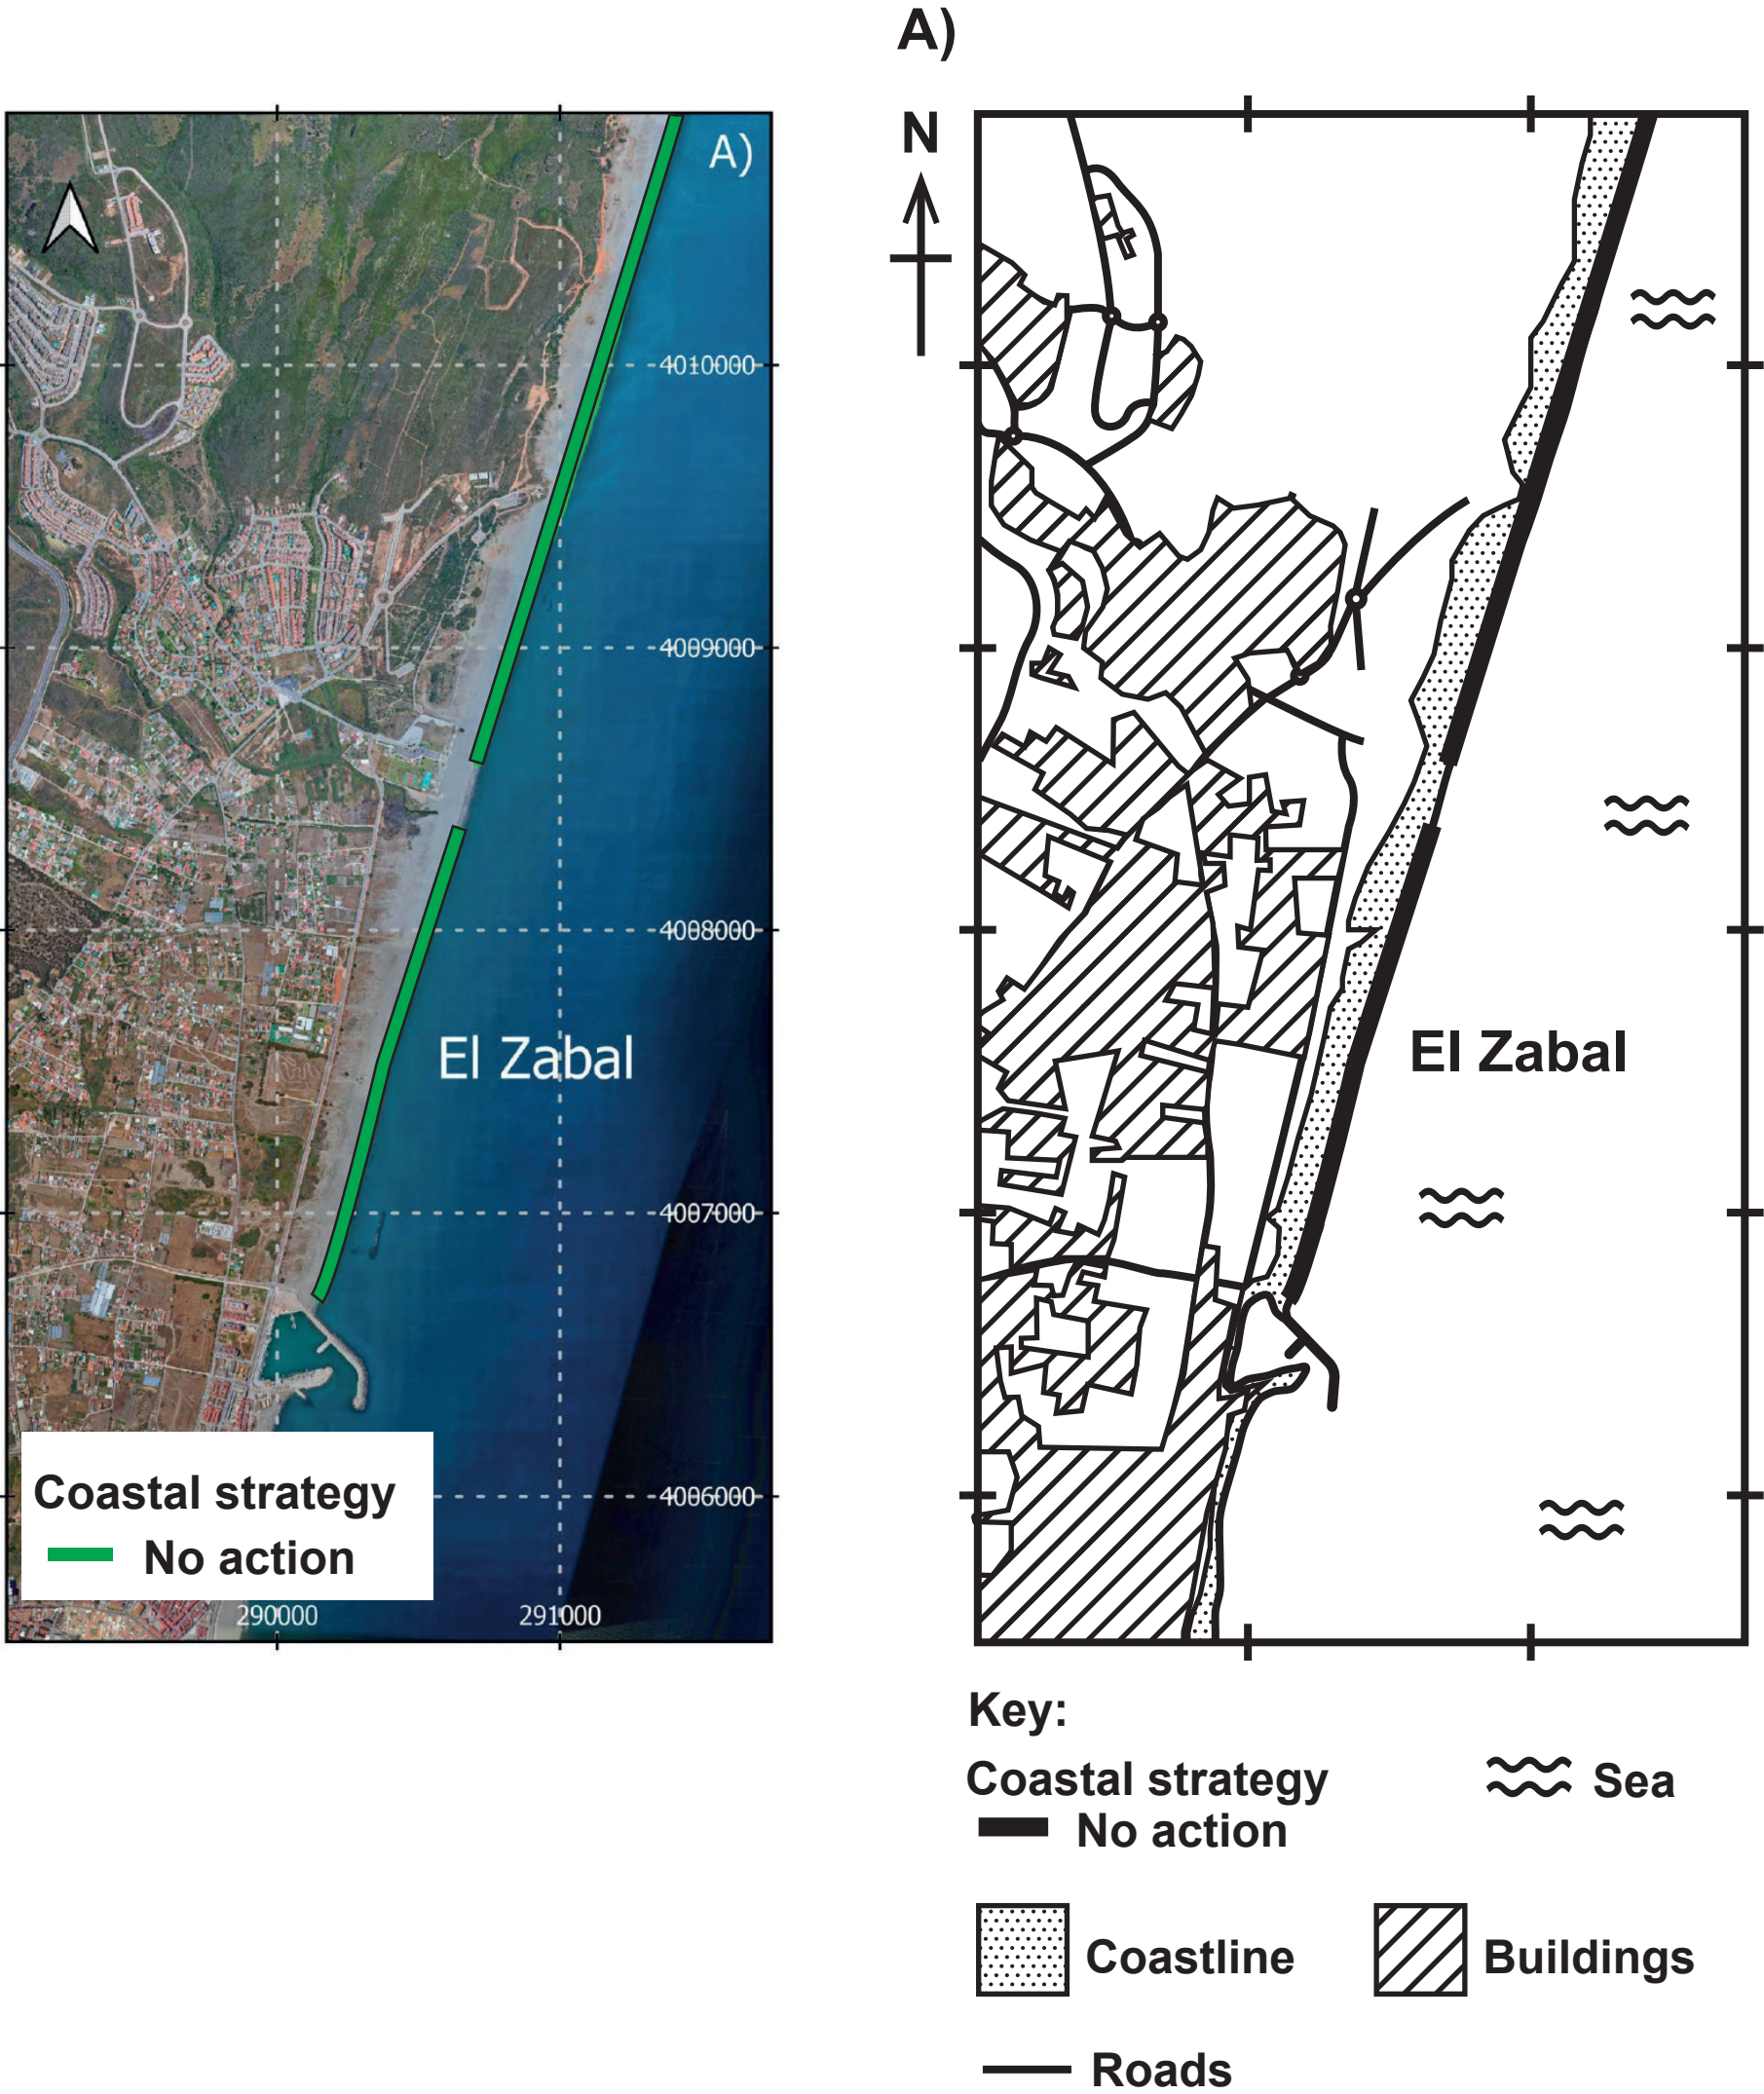 A)
4010000
4009000
4008000
El Zabal
4007000
4006000
290000
291000
Coastal strategy
No action
A)
N
El Zabal
Key:
Coastal strategy
No action
Sea
Coastline
Buildings
Roads